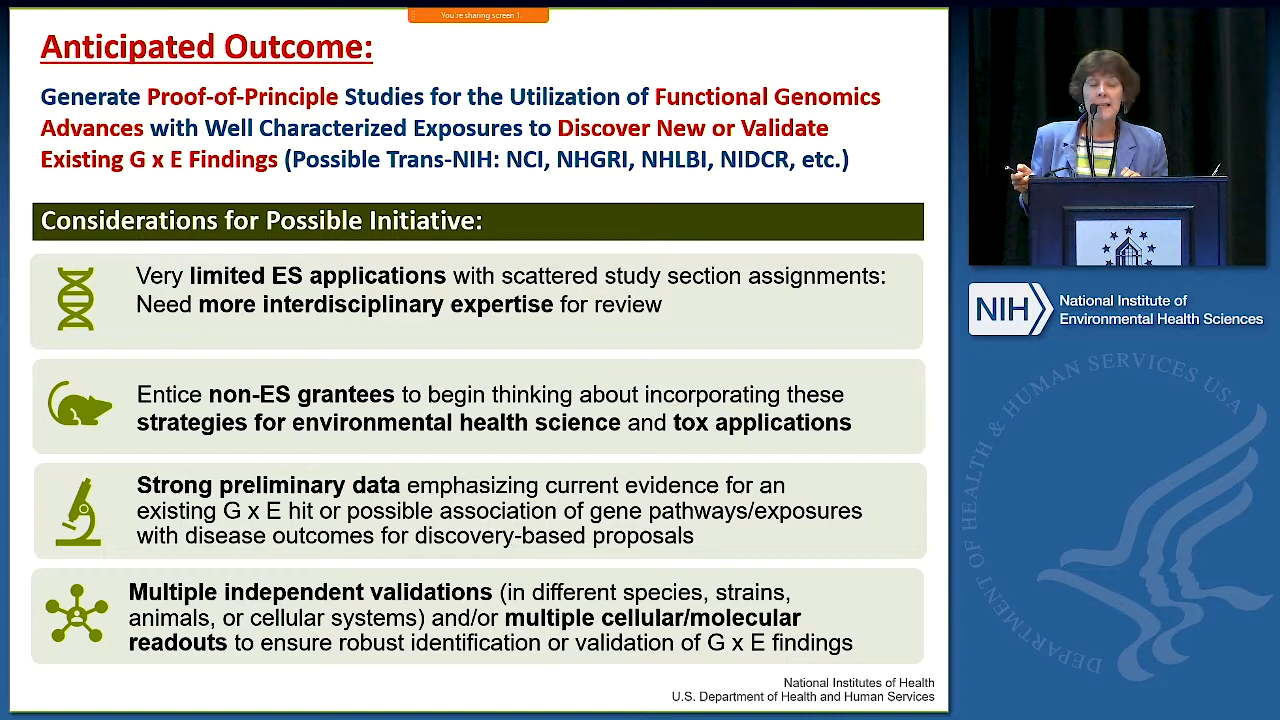 You're sharing screen 1.
Anticipated Outcome:
Generate Proof-of-Principle Studies for the Utilization of Functional Genomics
Advances with Well Characterized Exposures to Discover New or Validate
Existing G x E Findings (Possible Trans-NIH: NCI, NHGRI, NHLBI, NIDCR, etc.)
Considerations for Possible Initiative:
Very limited ES applications with scattered study section assignments:
Need more interdisciplinary expertise for review
Entice non-ES grantees to begin thinking about incorporating these
strategies for environmental health science and tox applications
Strong preliminary data emphasizing current evidence for an
existing G x E hit or possible association of gene pathways/exposures
with disease outcomes for discovery-based proposals
Multiple independent validations (in different species, strains,
animals, or cellular systems) and/or multiple cellular/molecular
readouts to ensure robust identification or validation of G x E findings
National Institutes of Health
U.S. Department of Health and Human Services
NIH
National Institute of
Environmental Health Sciences
DEPARTMENT OF HEALTH & HUMAN SERVICES USA